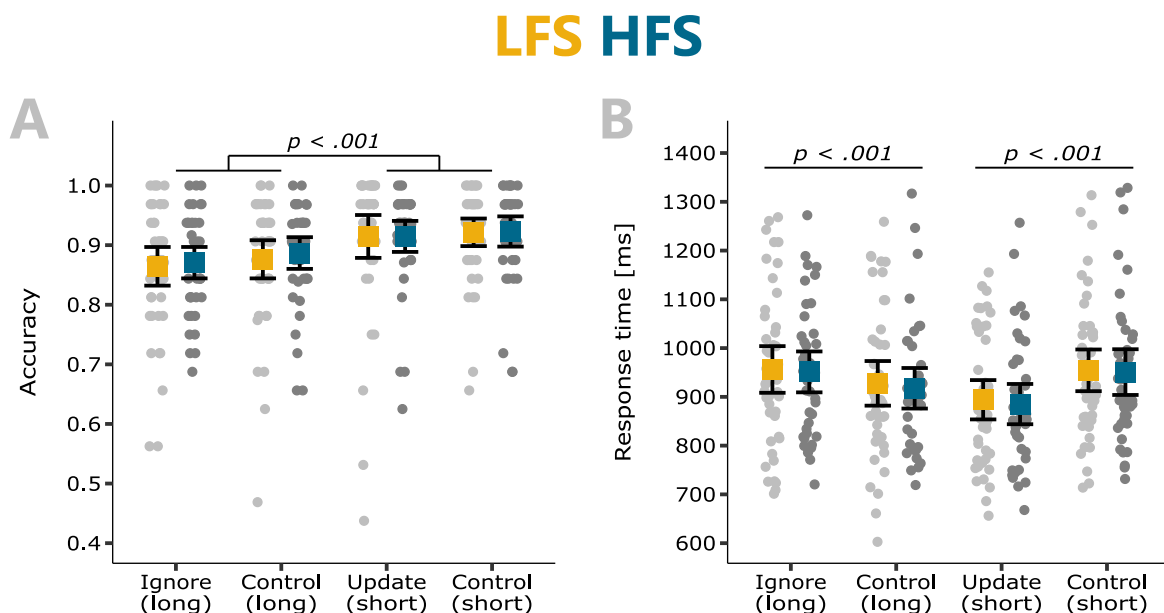 LFS HFS
A
p < .001
Accuracy
1.0
0.9
0.8
0.7
0.6
0.5
0.4
Ignore
(long)
Control
(long)
Update
(short)
Control
(short)
B
p < .001
p < .001
Response time [ms]
1400
1300
1200
1100
1000
900
800
700
600
Ignore
(long)
Control
(long)
Update
(short)
Control
(short)